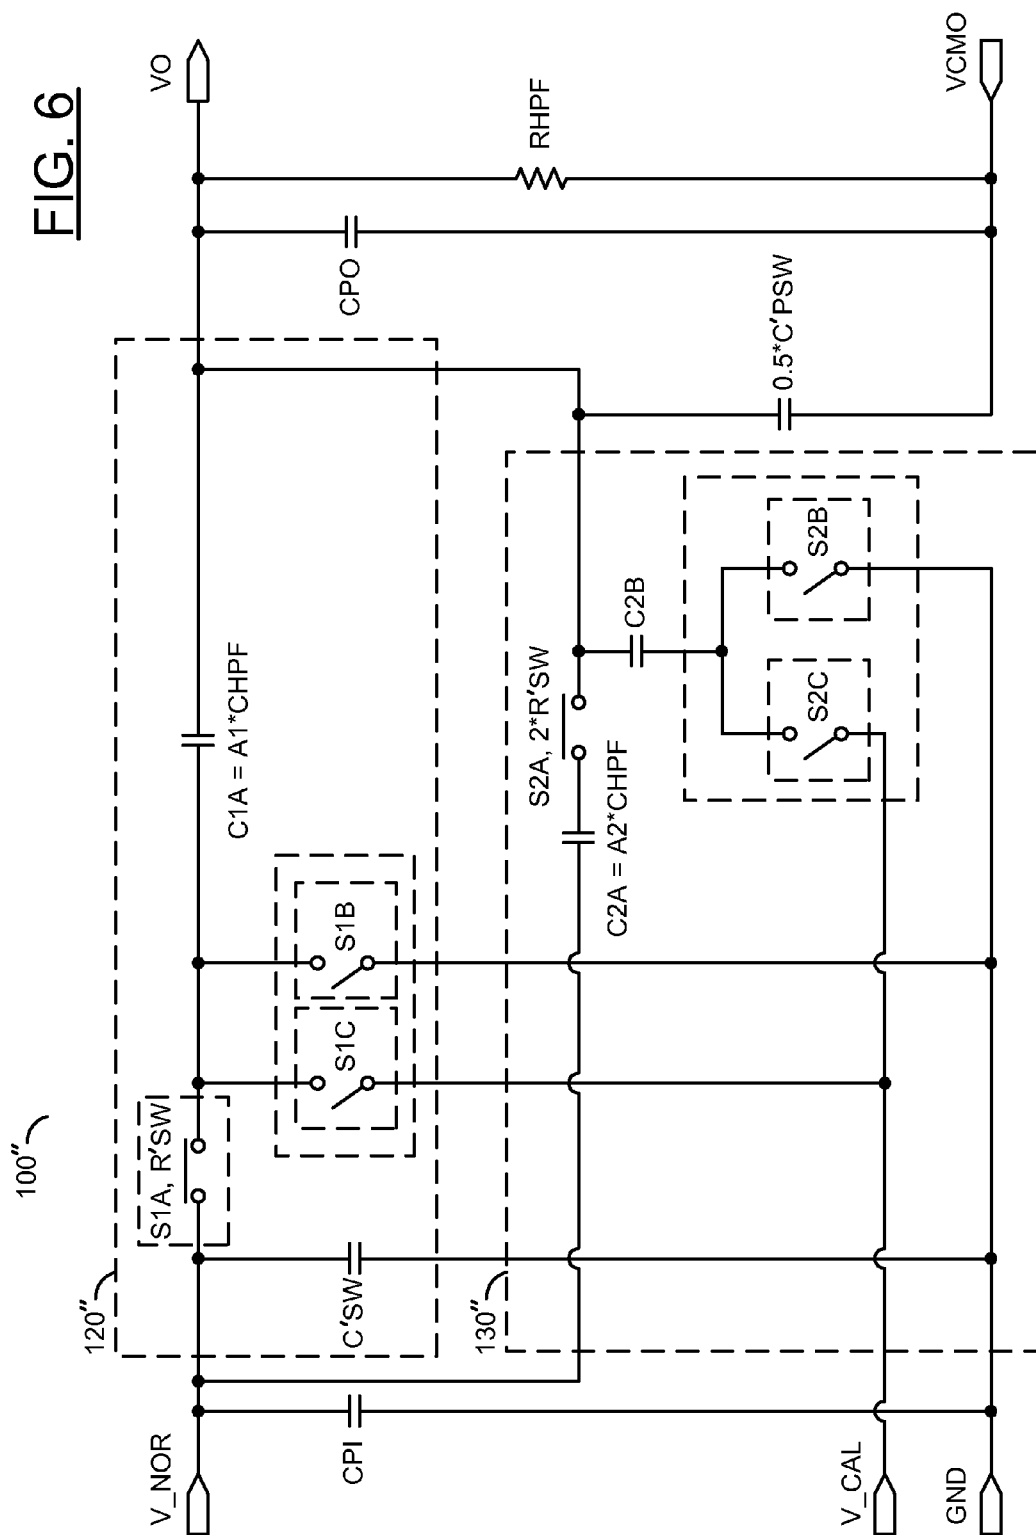 FIG. 6
100″
120″
130″
V_NOR
VO
CPI
C′SW
S1A, R′SW
S1C
S1B
C1A = A1*CHPF
CPO
RHPF
C2A = A2*CHPF
S2A, 2*R′SW
C2B
S2C
S2B
0.5*C′PSW
V_CAL
GND
VCMO